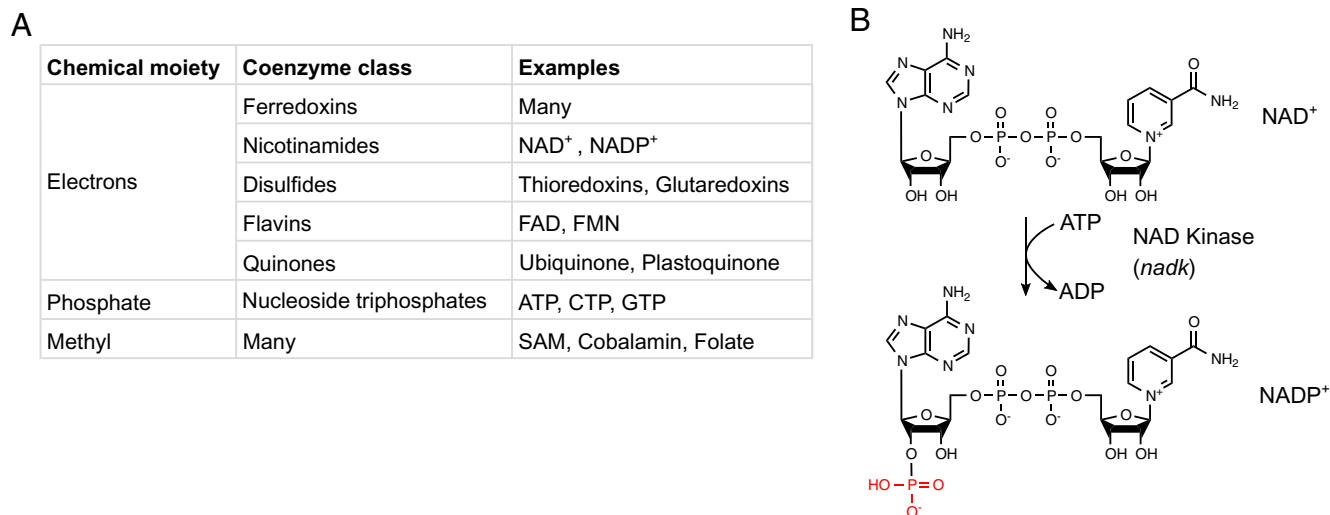 A
Chemical moiety Coenzyme class Examples
Electrons
Ferredoxins Many
Nicotinamides NAD⁺ , NADP⁺
Disulfides Thioredoxins, Glutaredoxins
Flavins FAD, FMN
Quinones Ubiquinone, Plastoquinone
Phosphate Nucleoside triphosphates ATP, CTP, GTP
Methyl Many SAM, Cobalamin, Folate
B
NH₂
N N O
N N NH₂
O O
O P O P O N⁺
O⁻ O⁻
O O
OH OH OH OH
NAD⁺
ATP
NAD Kinase
(nadk)
ADP
NH₂
N N O
N N NH₂
O O
O P O P O N⁺
O⁻ O⁻
O O
O OH OH OH
HO P O
O⁻
NADP⁺